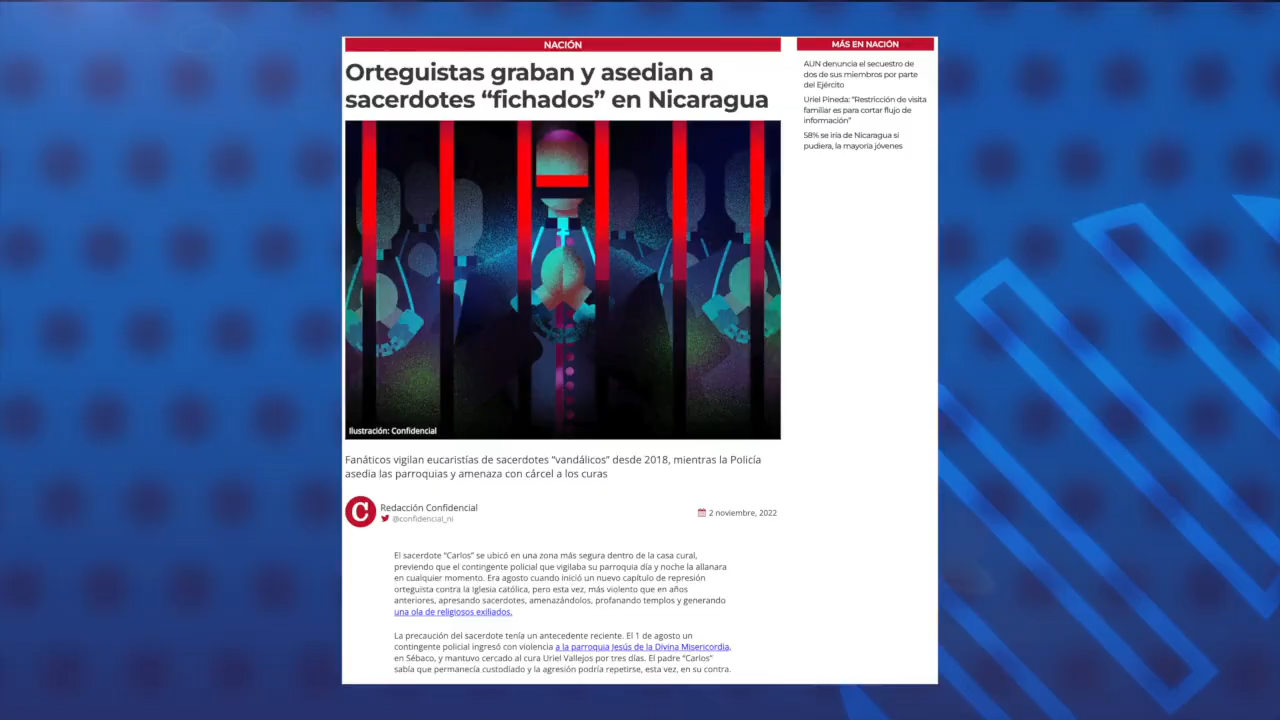 NACIÓN
Orteguistas graban y asedian a
sacerdotes “fichados” en Nicaragua
Ilustración: Confidencial
Fanáticos vigilan eucaristías de sacerdotes “vandálicos” desde 2018, mientras la Policía
asedia las parroquias y amenaza con cárcel a los curas
C
Redacción Confidencial
@confidencial_ni
2 noviembre, 2022
El sacerdote “Carlos” se ubicó en una zona más segura dentro de la casa cural,
previendo que el contingente policial que vigilaba su parroquia día y noche la allanara
en cualquier momento. Era agosto cuando inició un nuevo capítulo de represión
orteguista contra la Iglesia católica, pero esta vez, más violento que en años
anteriores, apresando sacerdotes, amenazándolos, profanando templos y generando
una ola de religiosos exiliados.
La precaución del sacerdote tenía un antecedente reciente. El 1 de agosto un
contingente policial ingresó con violencia a la parroquia Jesús de la Divina Misericordia,
en Sébaco, y mantuvo cercado al cura Uriel Vallejos por tres días. El padre “Carlos”
sabía que permanecía custodiado y la agresión podría repetirse, esta vez, en su contra.
MÁS EN NACIÓN
AUN denuncia el secuestro de
dos de sus miembros por parte
del Ejército
Uriel Pineda: “Restricción de visita
familiar es para cortar flujo de
información”
58% se iría de Nicaragua si
pudiera, la mayoría jóvenes